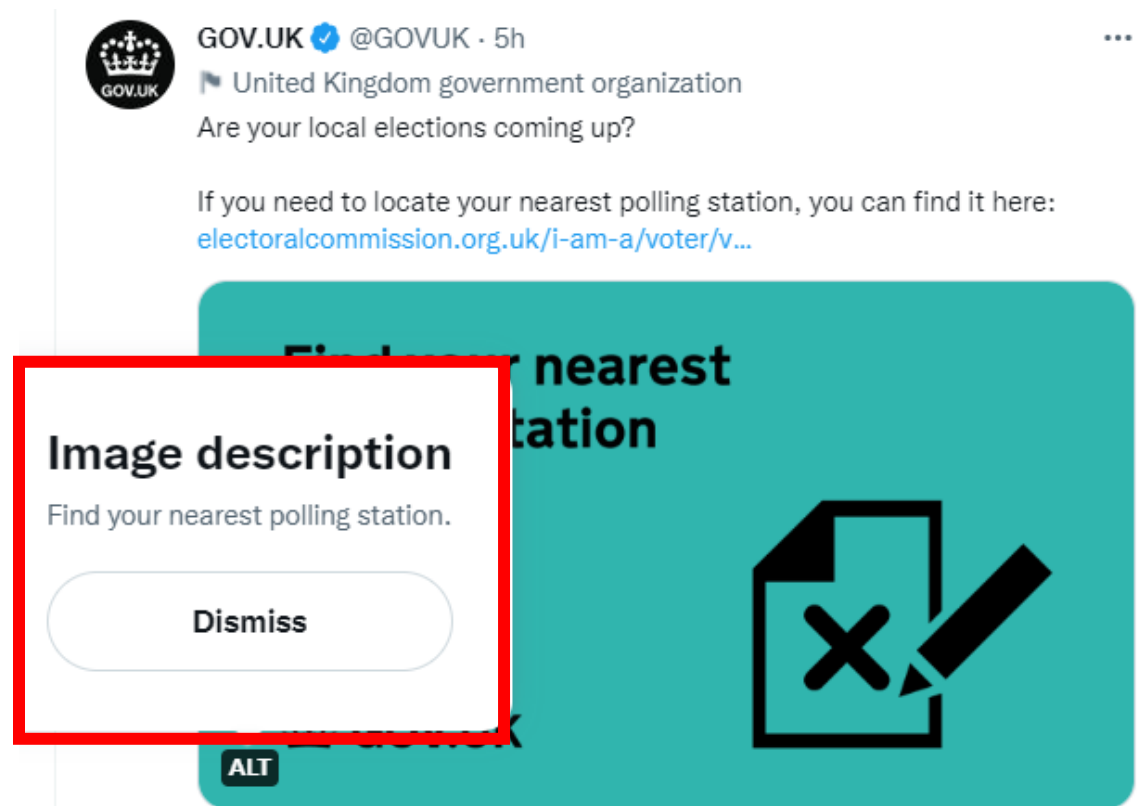 GOV.UK @GOVUK · 5h
GOV.UK
United Kingdom government organization
Are your local elections coming up?
If you need to locate your nearest polling station, you can find it here:
electoralcommission.org.uk/i-am-a/voter/v...
nearest
Image description
Find your nearest polling station.
Dismiss
ALT